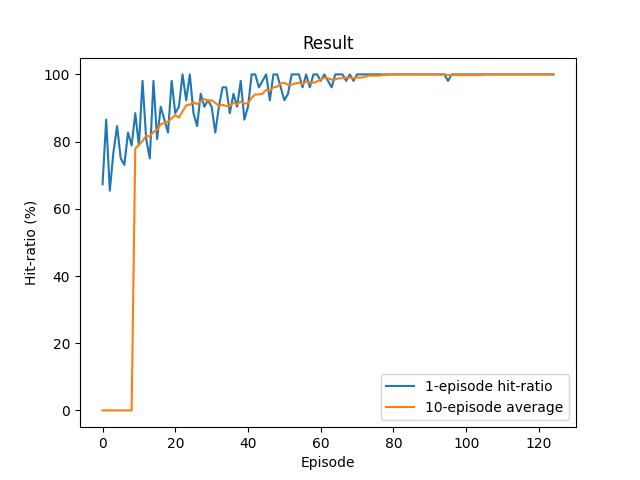 Result
Hit-ratio (%)
100
80
60
40
20
0
0 20 40 60 80 100 120
Episode
1-episode hit-ratio
10-episode average